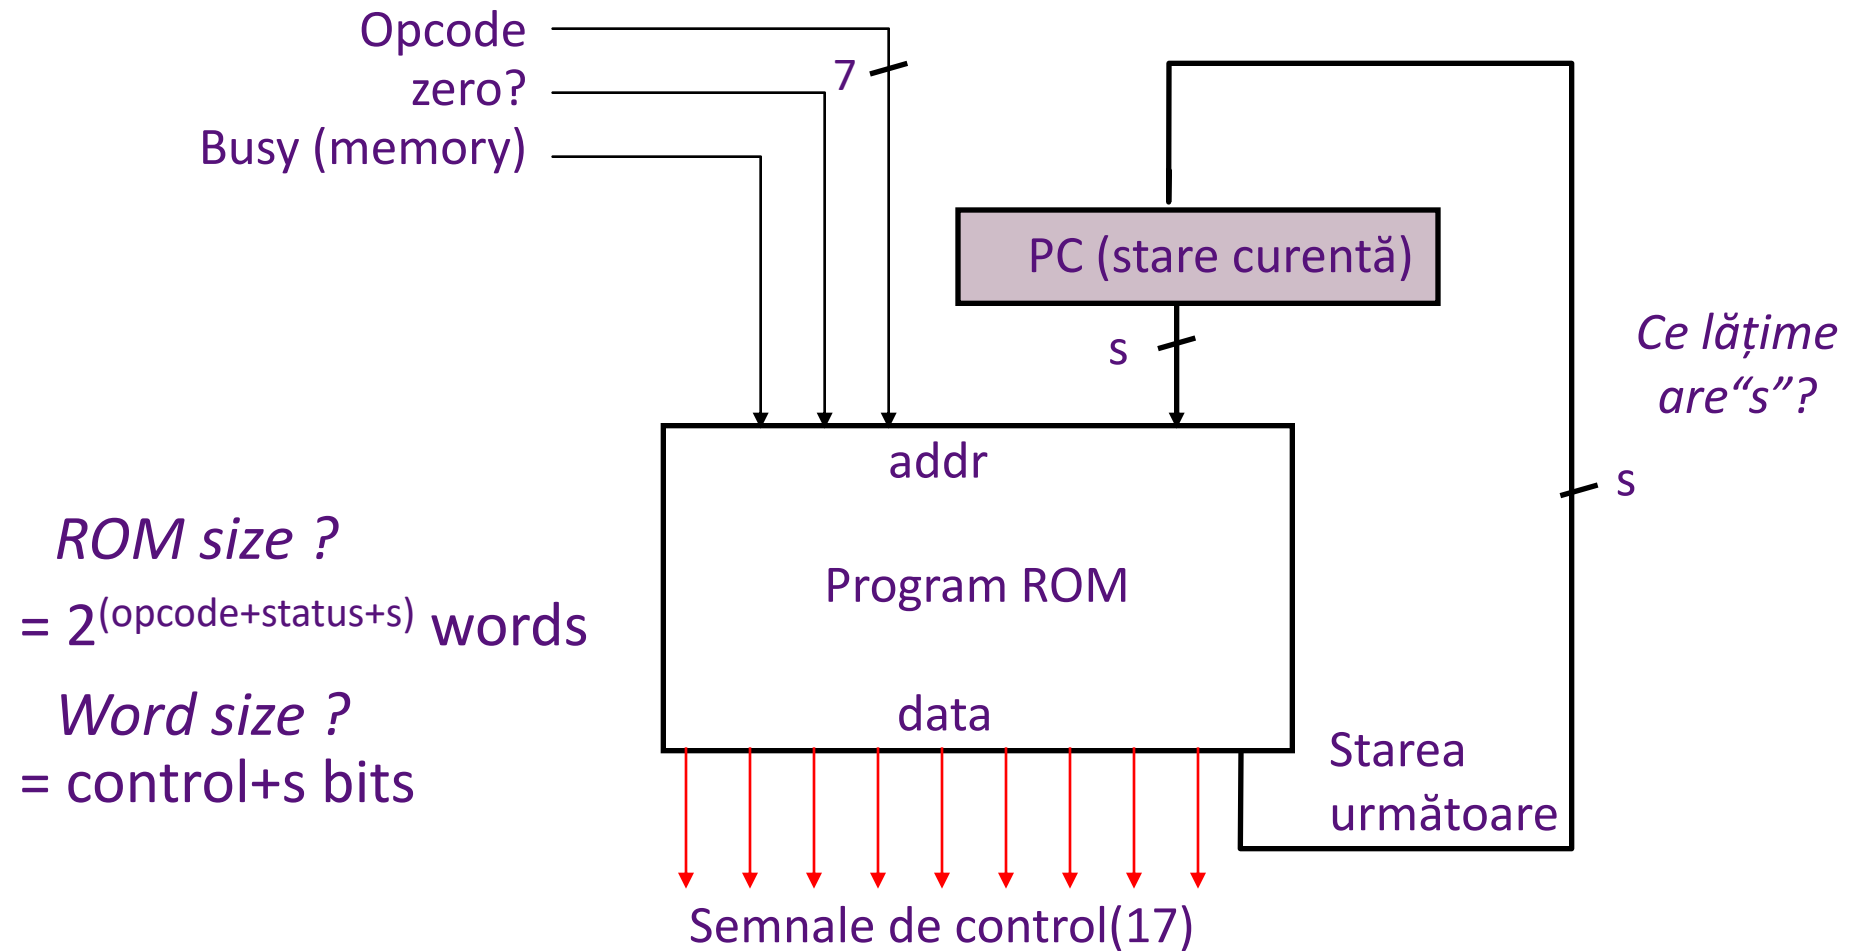 Opcode
zero?
Busy (memory)
7
PC (stare curentă)
s
Ce lățime
are“s”?
s
addr
Program ROM
data
ROM size ?
= 2(opcode+status+s) words
Word size ?
= control+s bits
Starea
următoare
Semnale de control(17)